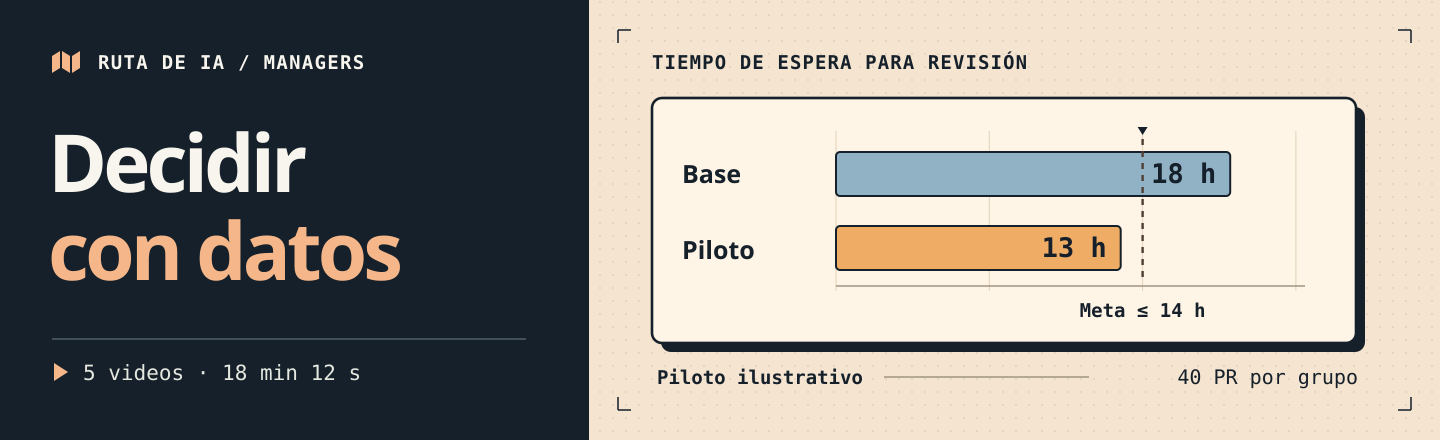 RUTA DE IA / MANAGERS
Decidir
con datos
5 videos · 18 min 12 s
TIEMPO DE ESPERA PARA REVISIÓN
Base
18 h
Piloto
13 h
Meta ≤ 14 h
Piloto ilustrativo
40 PR por grupo